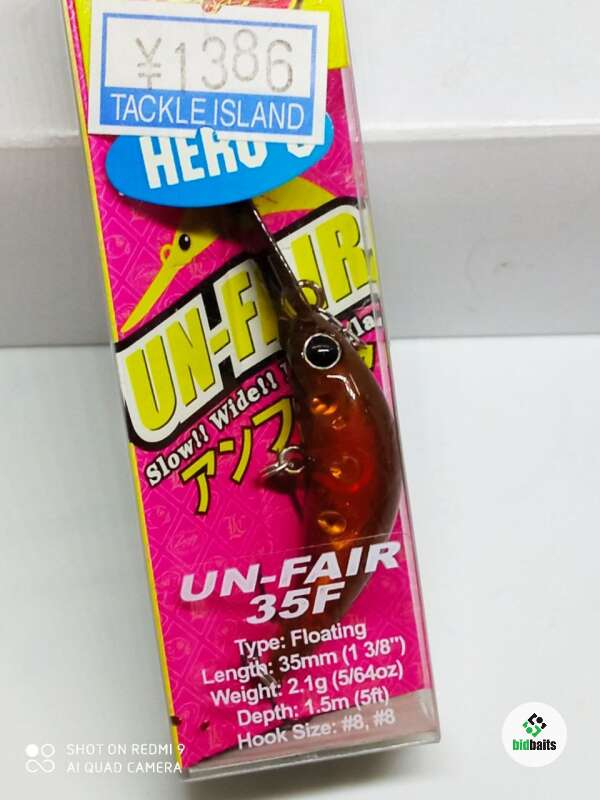 ¥1386
TACKLE ISLAND
UN-FAIR
Slow!! Wide!!
アンフ
UN-FAIR
35F
Type: Floating
Length: 35mm (1 3/8")
Weight: 2.1g (5/64oz)
Depth: 1.5m (5ft)
Hook Size: #8, #8
SHOT ON REDMI 9
AI QUAD CAMERA
bidbaits